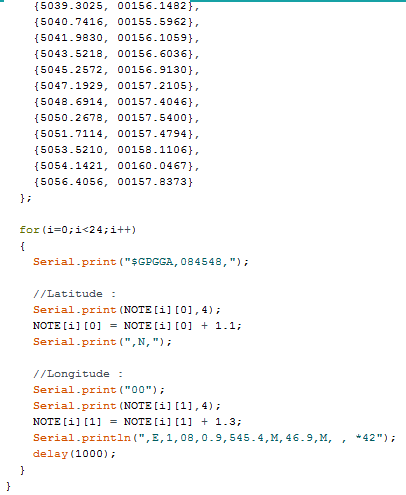 {5039.3025, 00156.1482},
{5040.7416, 00155.5962},
{5041.9830, 00156.1059},
{5043.5218, 00156.6036},
{5045.2572, 00156.9130},
{5047.1929, 00157.2105},
{5048.6914, 00157.4046},
{5050.2678, 00157.5400},
{5051.7114, 00157.4794},
{5053.5210, 00158.1106},
{5054.1421, 00160.0467},
{5056.4056, 00157.8373}
};
for(i=0;i<24;i++)
{
Serial.print("$GPGGA,084548,");
//Latitude :
Serial.print(NOTE[i][0],4);
NOTE[i][0] = NOTE[i][0] + 1.1;
Serial.print(",N,");
//Longitude :
Serial.print("00");
Serial.print(NOTE[i][1],4);
NOTE[i][1] = NOTE[i][1] + 1.3;
Serial.println(",E,1,08,0.9,545.4,M,46.9,M, , *42");
delay(1000);
}
}